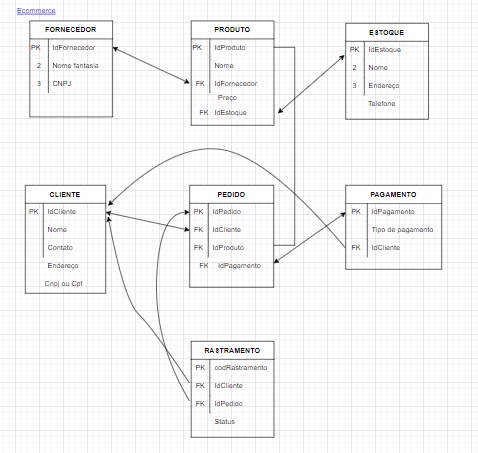 Ecommerce
FORNECEDOR
PK IdFornecedor
2 Nome fantasia
3 CNPJ
PRODUTO
PK IdProduto
Nome
FK IdFornecedor
Preço
FK IdEstoque
ESTOQUE
PK IdEstoque
2 Nome
3 Endereço
Telefone
CLIENTE
PK IdCliente
Nome
Contato
Endereço
Cnpj ou Cpf
PEDIDO
PK IdPedido
FK IdCliente
FK IdProduto
FK IdPagamento
PAGAMENTO
PK IdPagamento
Tipo de pagamento
FK IdCliente
RASTRAMENTO
PK codRastramento
FK IdCliente
FK IdPedido
Status